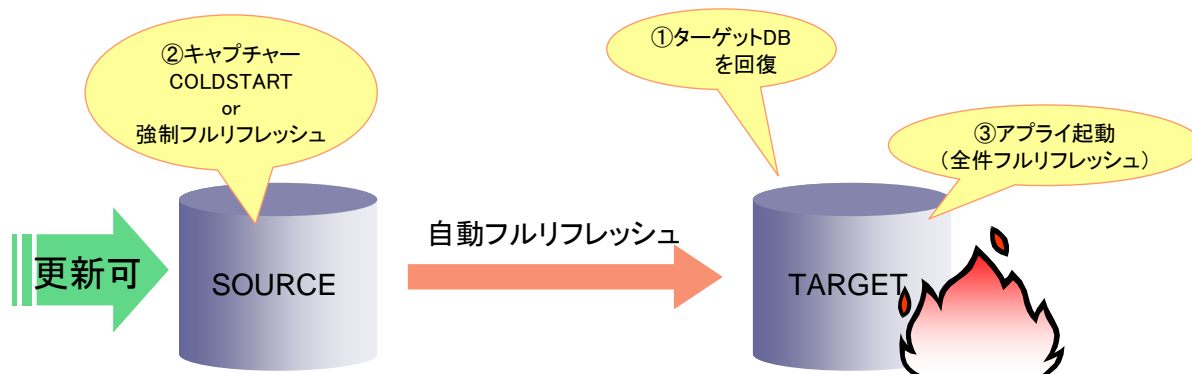 ②キャプチャー
COLDSTART
or
強制フルリフレッシュ
①ターゲットDB
を回復
③アプライ起動
（全件フルリフレッシュ）
更新可
SOURCE
自動フルリフレッシュ
TARGET